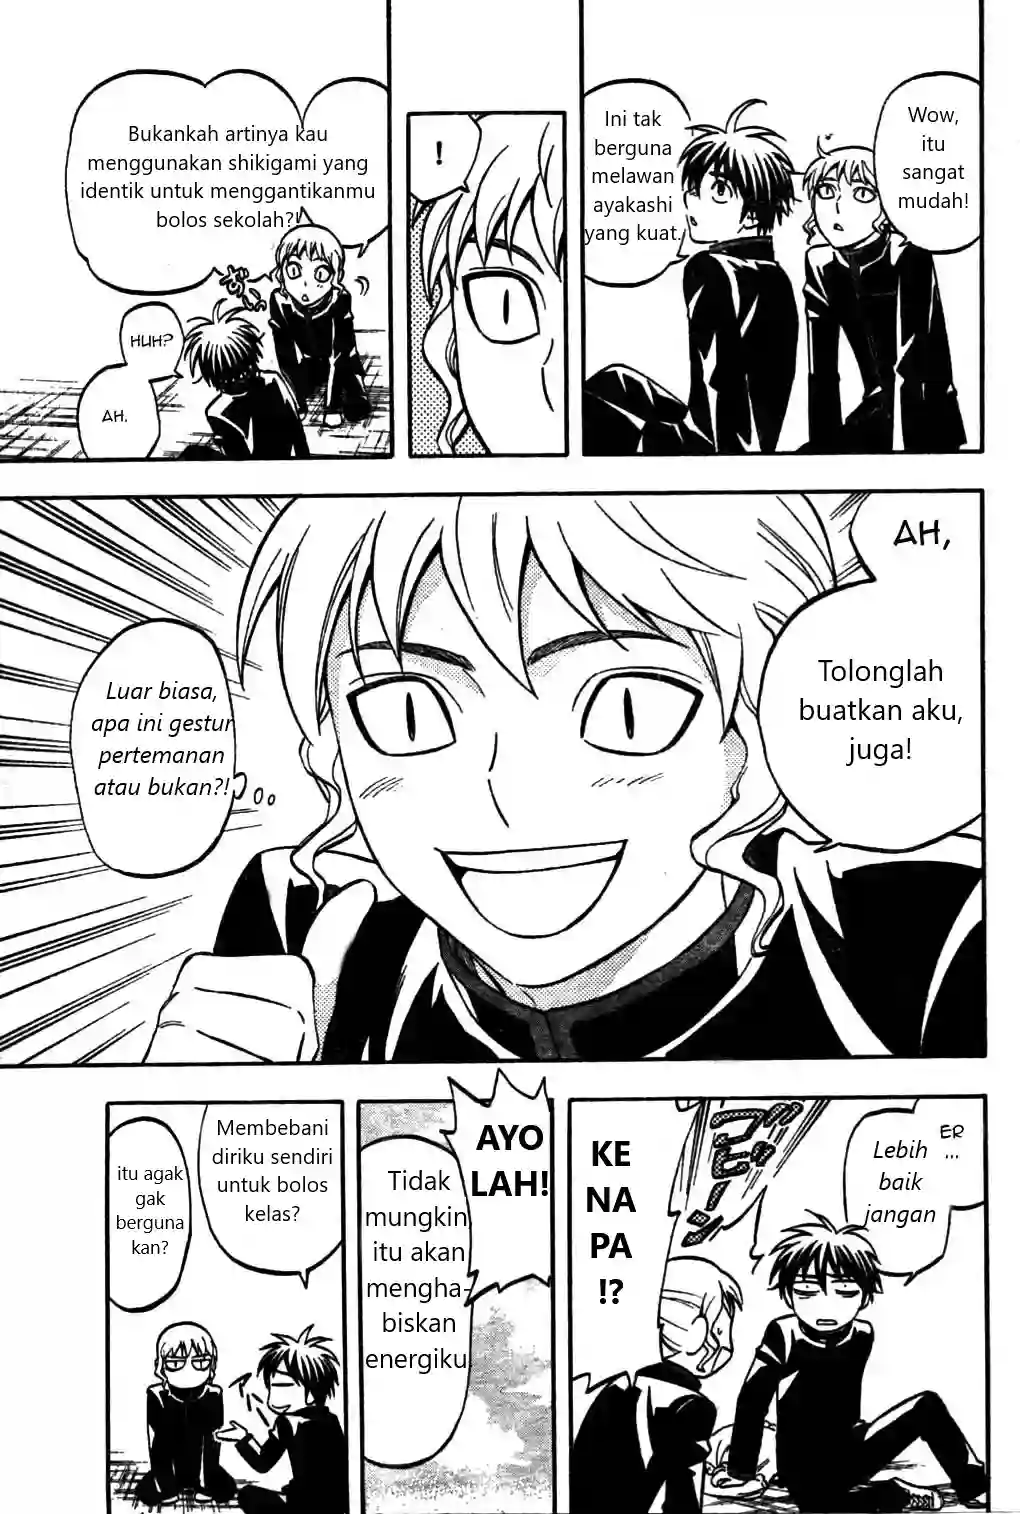 Wow,
itu
sangat
mudah!
Ini tak
berguna
melawan
ayakashi
yang kuat.
!
Bukankah artinya kau
menggunakan shikigami yang
identik untuk menggantikanmu
bolos sekolah?!
HUH?
AH.
AH,
Tolonglah
buatkan aku,
juga!
Luar biasa,
apa ini gestur
pertemanan
atau bukan?!
ER
...
Lebih
baik
jangan
KE
NA
PA
!?
AYO
LAH!
Tidak
mungkin,
itu akan
mengha-
biskan
energiku.
Membebani
diriku sendiri
untuk bolos
kelas?
itu agak
gak
berguna
kan?